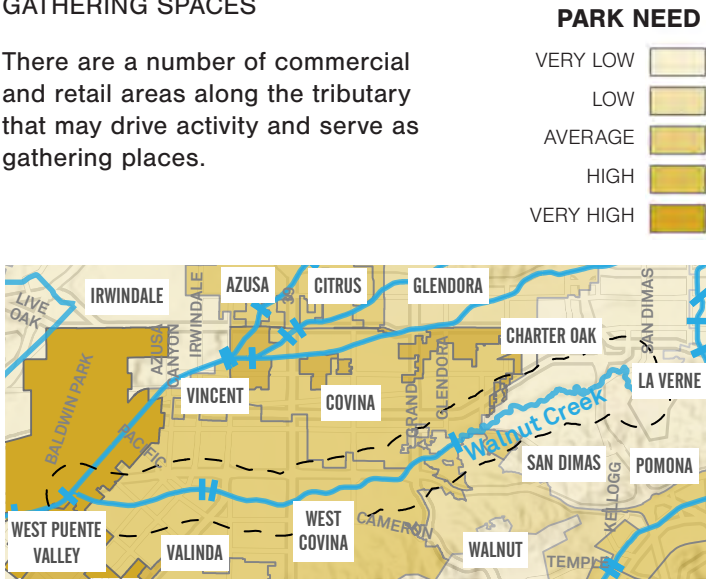 GATHERING SPACES
There are a number of commercial
and retail areas along the tributary
that may drive activity and serve as
gathering places.
PARK NEED
VERY LOW
LOW
AVERAGE
HIGH
VERY HIGH
LIVE
OAK
IRWINDALE
AZUSA
CANYON
IRWINDALE
AZUSA
39
CITRUS
GLENDORA
SAN DIMAS
CHARTER OAK
BALDWIN PARK
VINCENT
COVINA
GRAND
GLENDORA
LA VERNE
PACIFIC
Walnut Creek
SAN DIMAS
KELLOGG
POMONA
WEST PUENTE
VALLEY
VALINDA
WEST
COVINA
CAMERON
WALNUT
TEMPLE